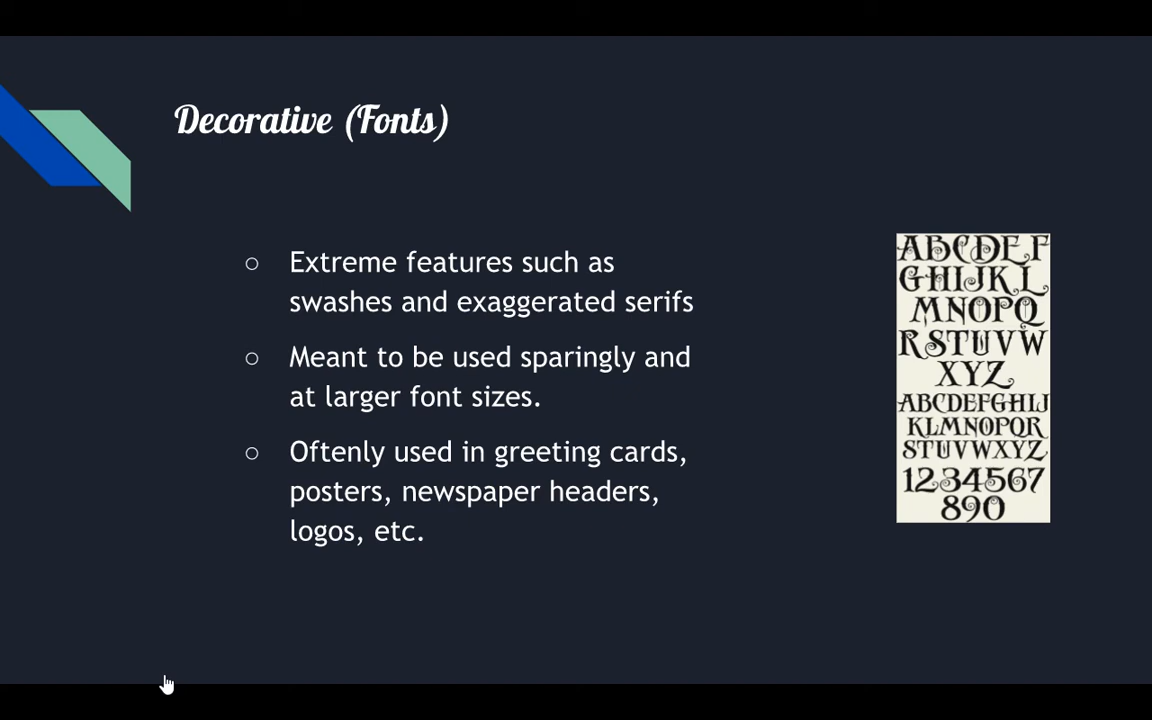 Decorative (Fonts)
○ Extreme features such as
swashes and exaggerated serifs
○ Meant to be used sparingly and
at larger font sizes.
○ Oftenly used in greeting cards,
posters, newspaper headers,
logos, etc.
ABCDEF
GHIJKL
MNOPQ
RSTUVW
XYZ
ABCDEFGHIJ
KLMNOPQR
STUVWXYZ
1234567
890